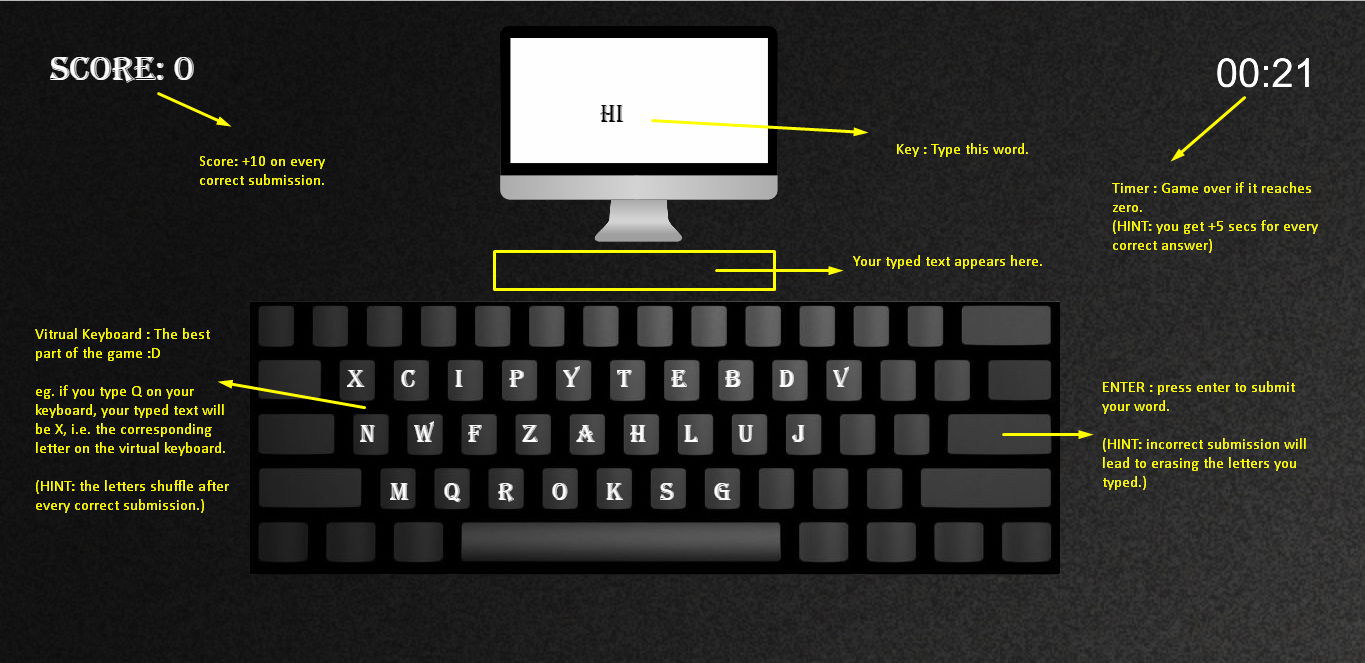 SCORE: 0
00:21
HI
Score: +10 on every
correct submission.
Key : Type this word.
Timer : Game over if it reaches
zero.
(HINT: you get +5 secs for every
correct answer)
Your typed text appears here.
Vitrual Keyboard : The best
part of the game :D
eg. if you type Q on your
keyboard, your typed text will
be X, i.e. the corresponding
letter on the virtual keyboard.
(HINT: the letters shuffle after
every correct submission.)
X C I P Y T E B D V
N W F Z A H L U J
M Q R O K S G
ENTER : press enter to submit
your word.
(HINT: incorrect submission will
lead to erasing the letters you
typed.)